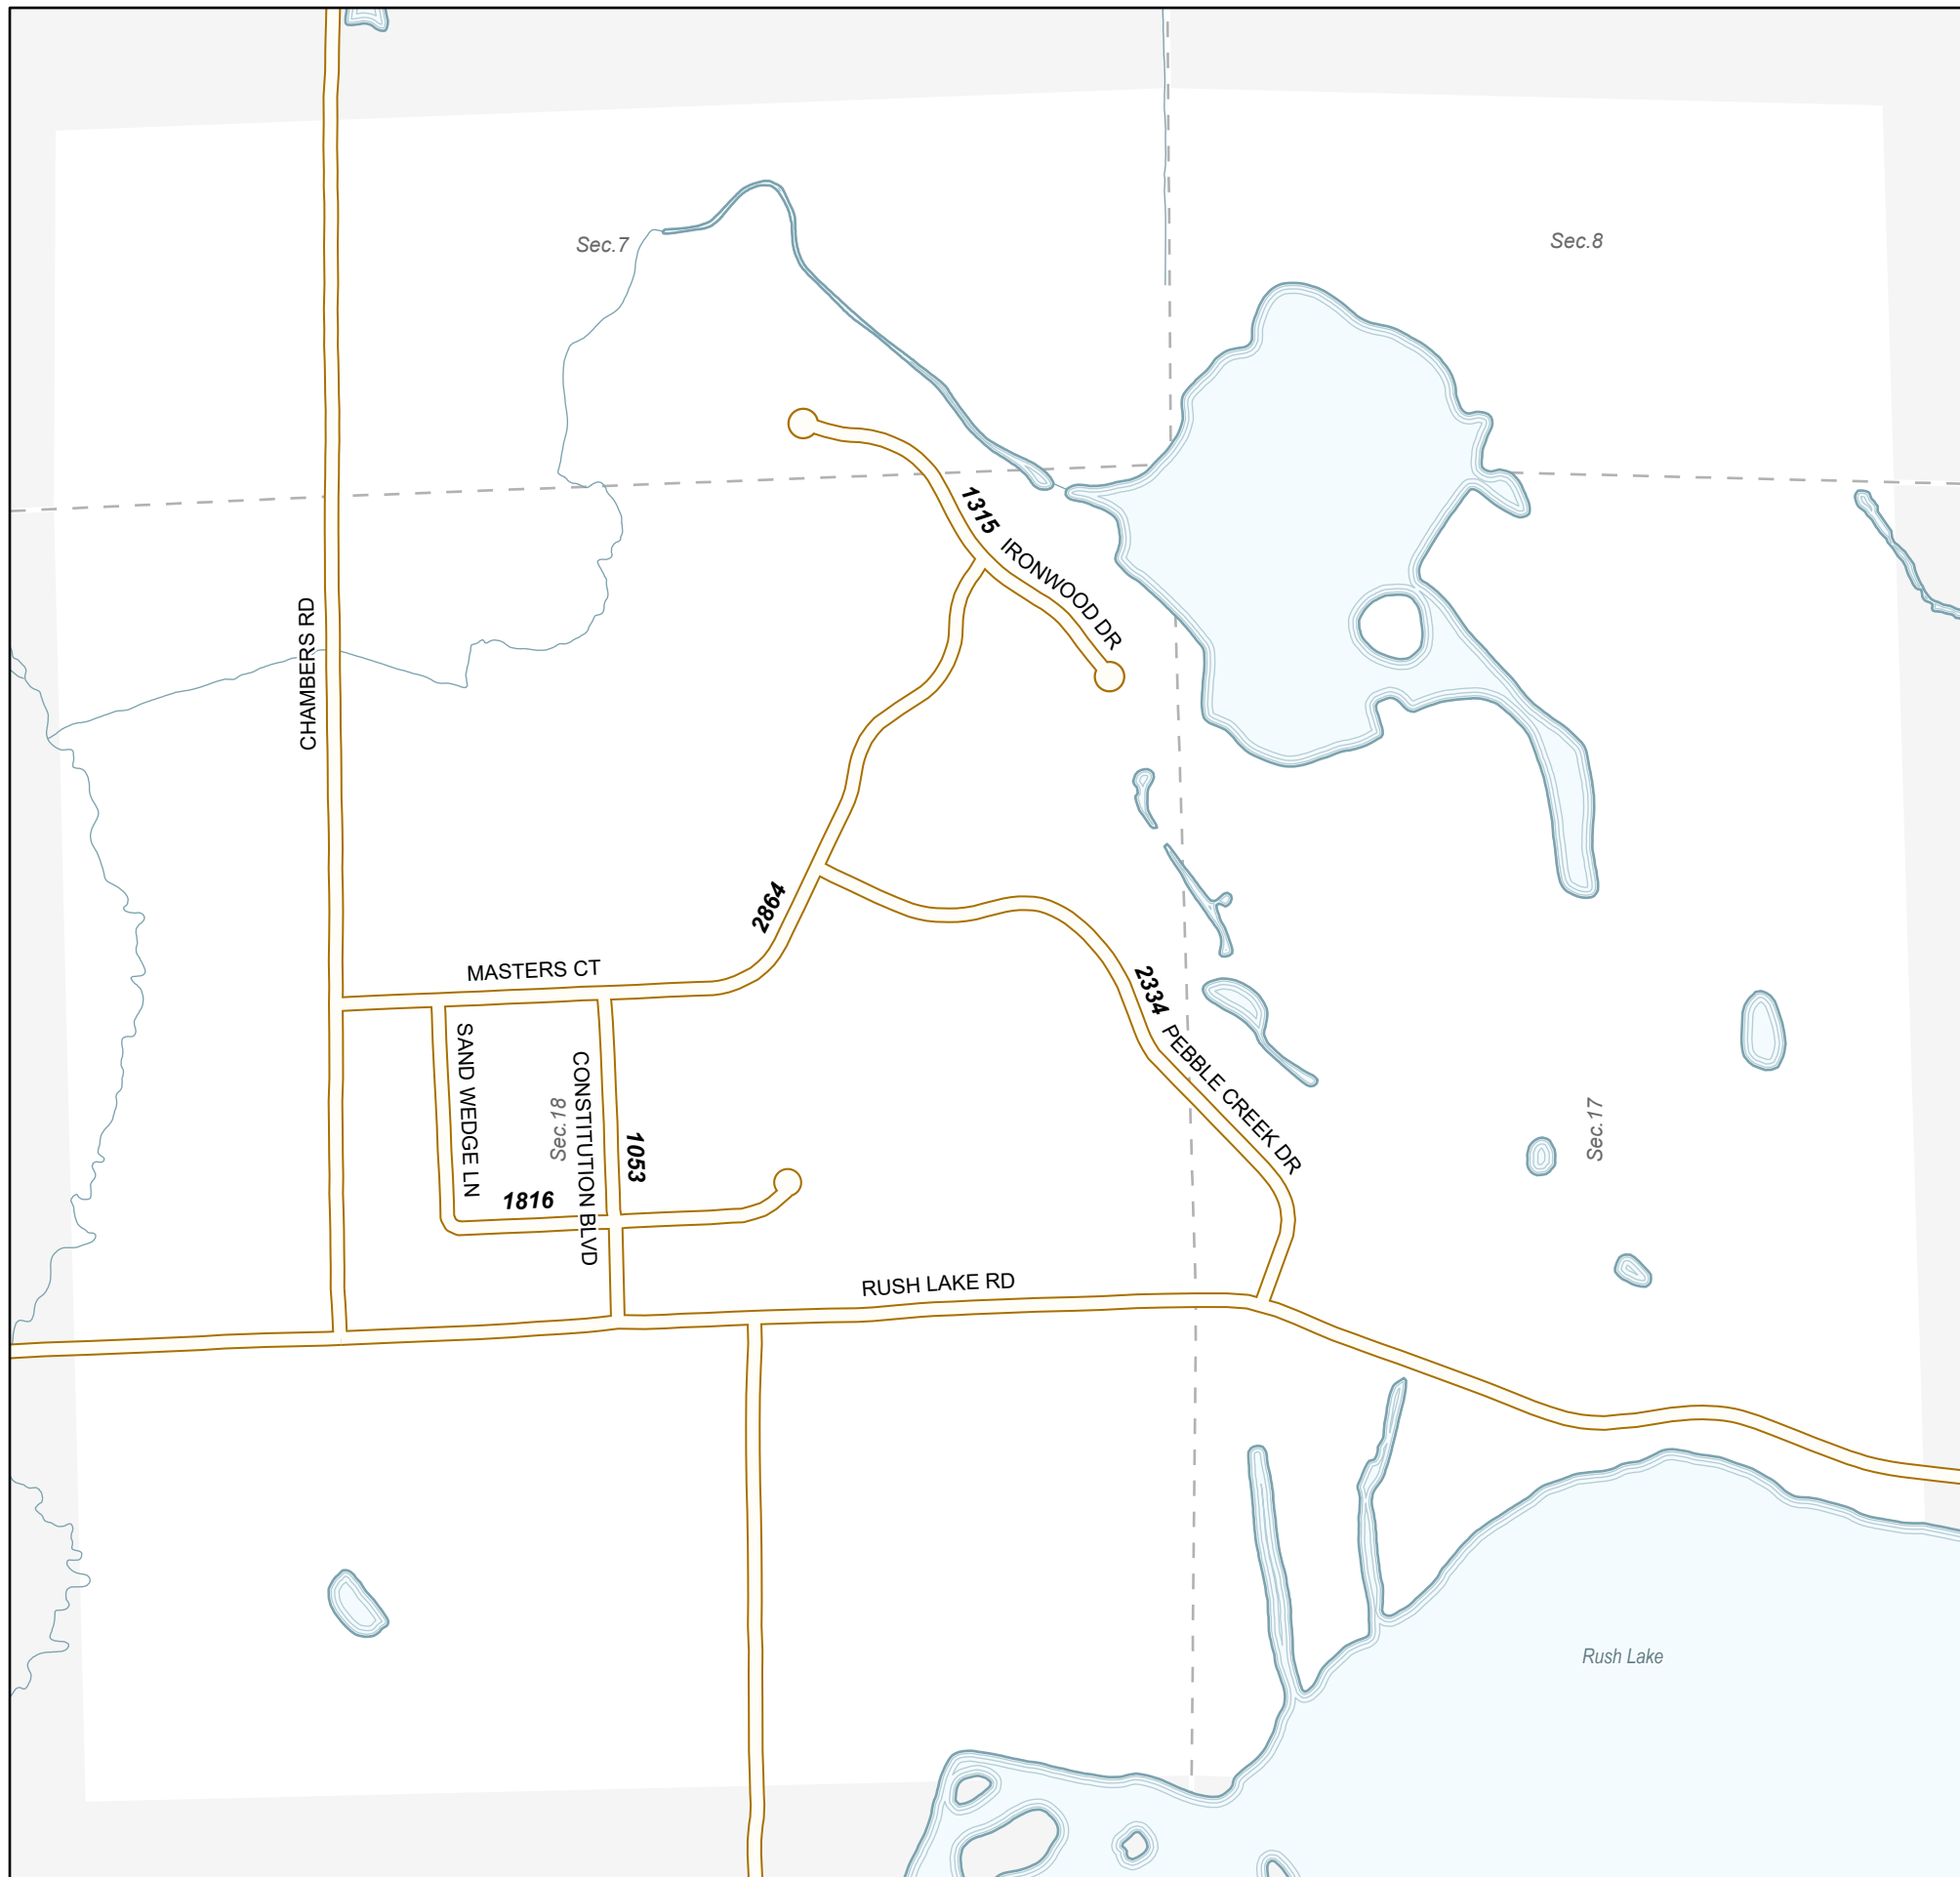 Sec.7
Sec.8
1315
IRONWOOD DR
CHAMBERS RD
2864
MASTERS CT
2334
PEBBLE CREEK DR
SAND WEDGE LN
Sec.18
CONSTITUTION BLVD
1053
Sec.17
1816
RUSH LAKE RD
Rush Lake